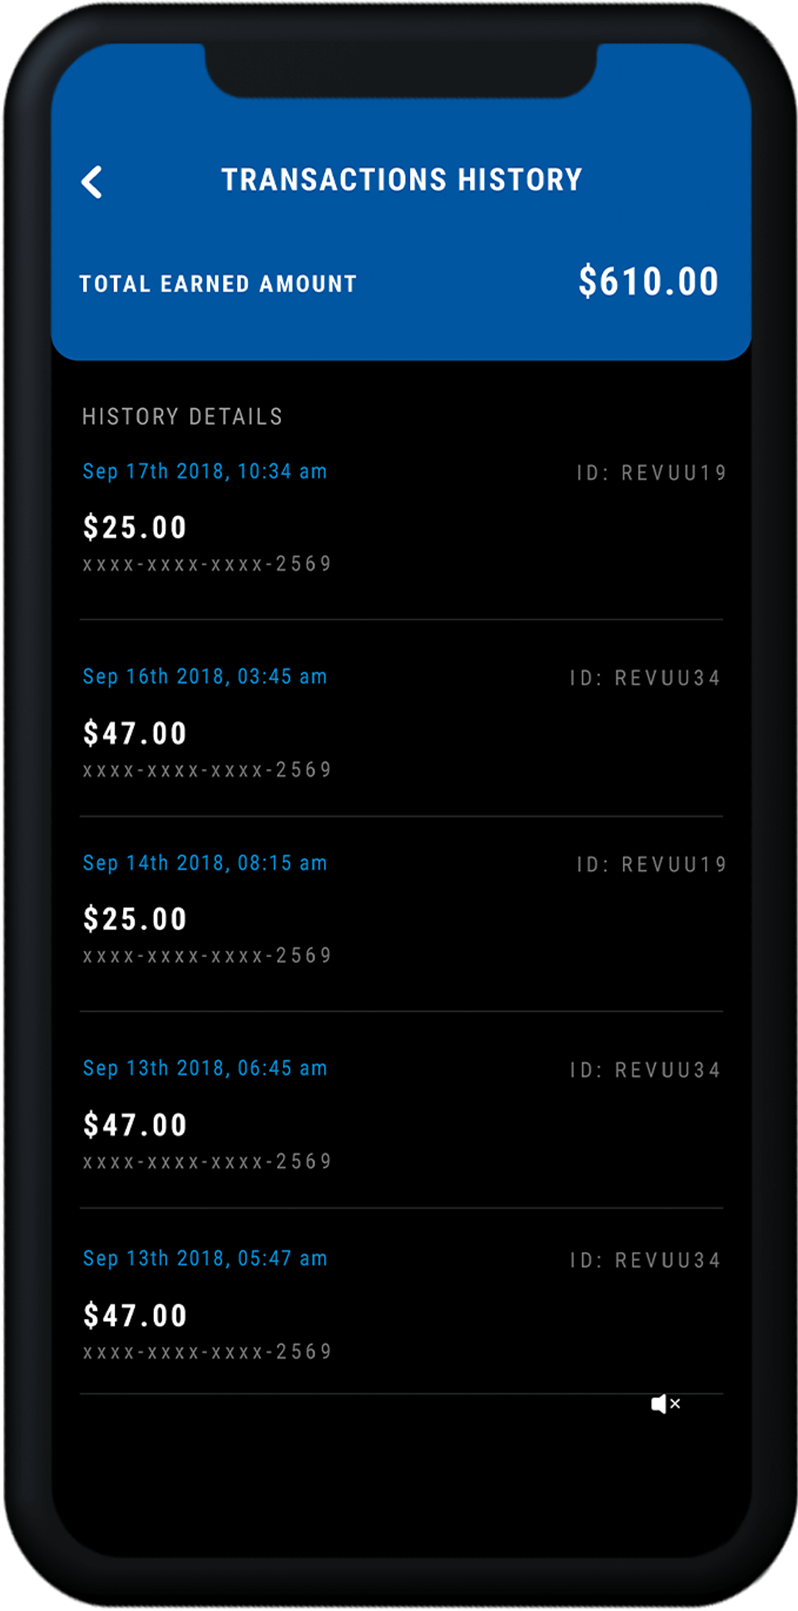 TRANSACTIONS HISTORY
TOTAL EARNED AMOUNT $610.00
HISTORY DETAILS
Sep 17th 2018, 10:34 am ID: REVUU19
$25.00
xxxx-xxxx-xxxx-2569
Sep 16th 2018, 03:45 am ID: REVUU34
$47.00
xxxx-xxxx-xxxx-2569
Sep 14th 2018, 08:15 am ID: REVUU19
$25.00
xxxx-xxxx-xxxx-2569
Sep 13th 2018, 06:45 am ID: REVUU34
$47.00
xxxx-xxxx-xxxx-2569
Sep 13th 2018, 05:47 am ID: REVUU34
$47.00
xxxx-xxxx-xxxx-2569